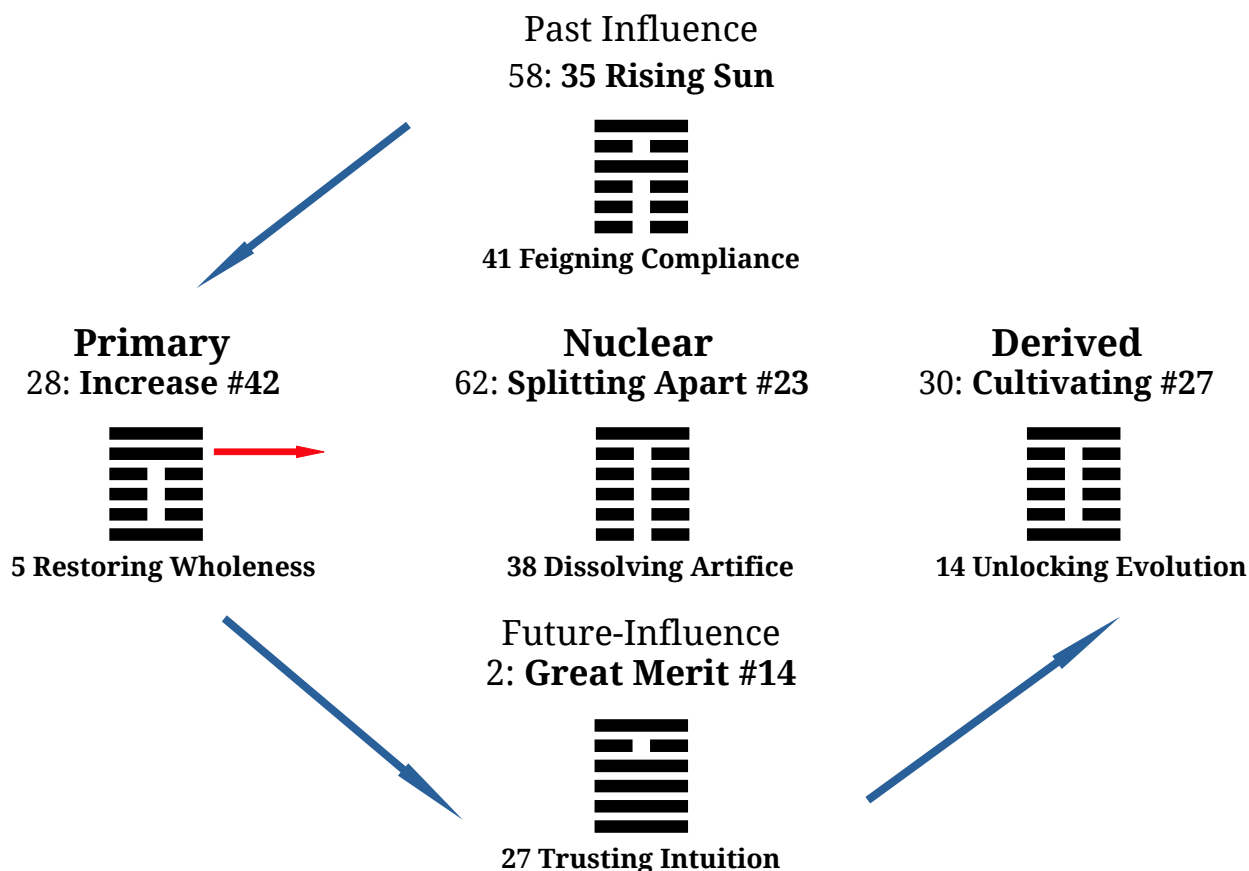 Past Influence
58: 35 Rising Sun
41 Feigning Compliance
Primary
28: Increase #42
5 Restoring Wholeness
Nuclear
62: Splitting Apart #23
38 Dissolving Artifice
Derived
30: Cultivating #27
14 Unlocking Evolution
Future-Influence
2: Great Merit #14
27 Trusting Intuition